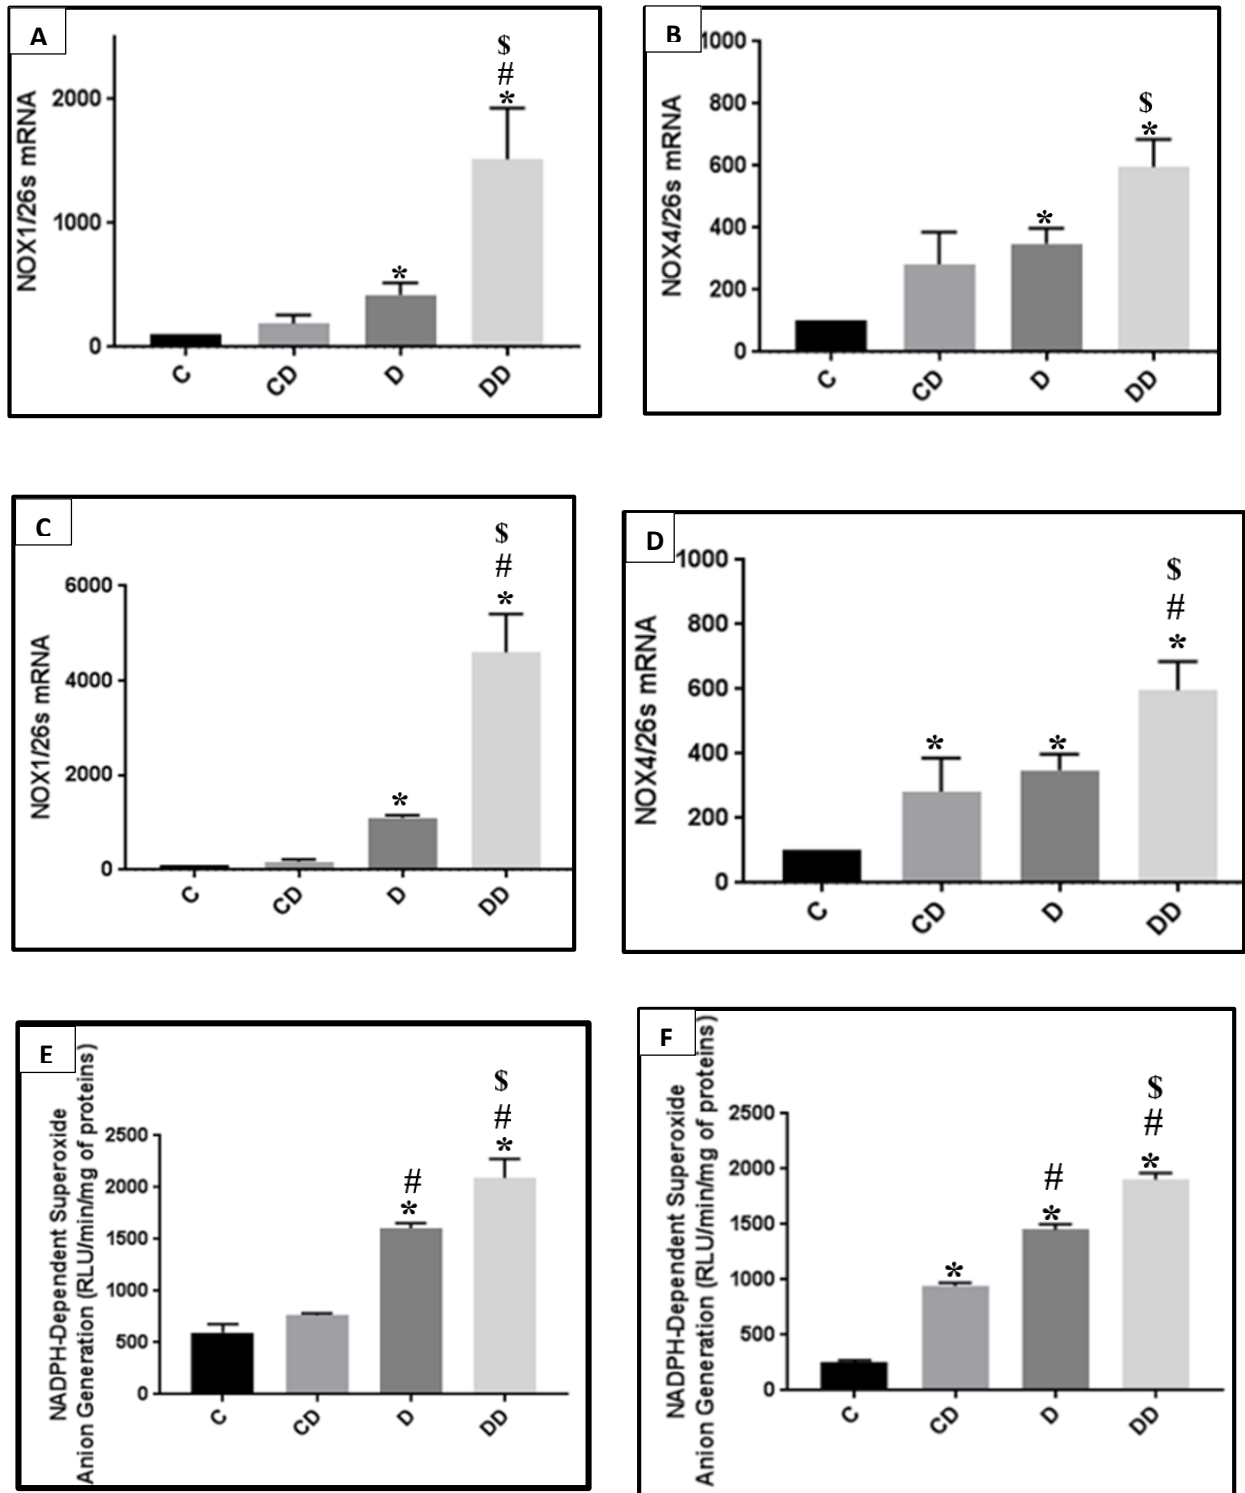 A
NOX1/26s mRNA
2000
1000
0
$
#
*
*
C
CD
D
DD
B
NOX4/26s mRNA
1000
800
600
400
200
0
$
*
*
C
CD
D
DD
C
NOX1/26s mRNA
6000
4000
2000
0
$
#
*
*
C
CD
D
DD
D
NOX4/26s mRNA
1000
800
600
400
200
0
$
#
*
*
*
C
CD
D
DD
E
NADPH-Dependent Superoxide
Anion Generation (RLU/min/mg of proteins)
2500
2000
1500
1000
500
0
$
#
*
#
*
C
CD
D
DD
F
NADPH-Dependent Superoxide
Anion Generation (RLU/min/mg of proteins)
2500
2000
1500
1000
500
0
$
#
*
#
*
*
C
CD
D
DD